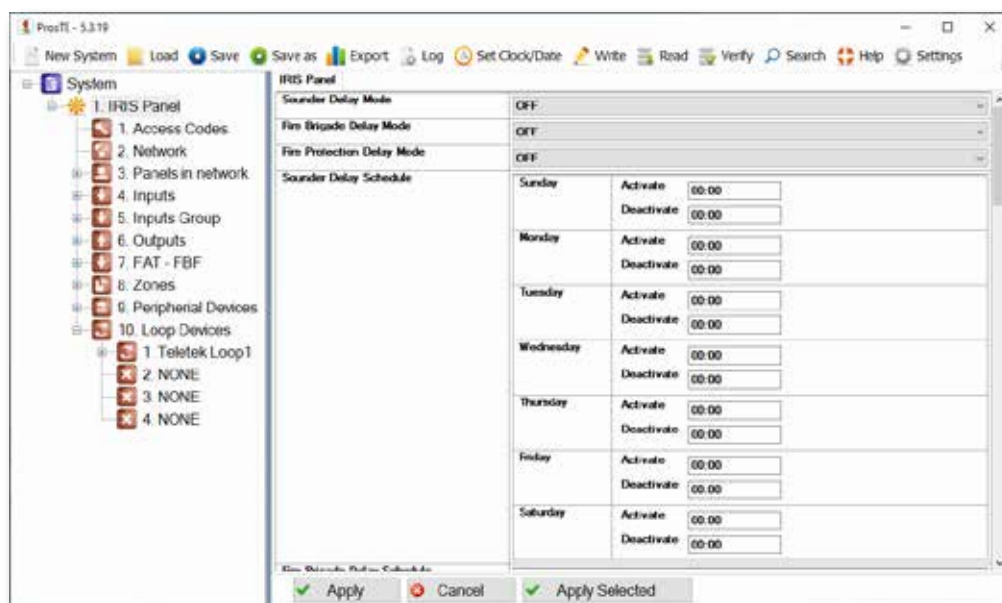 ProsTE - 5.3.19
New System Load Save Save as Export Log Set Clock/Date Write Read Verify Search Help Settings
System
1. IRIS Panel
1. Access Codes
2. Network
3. Panels in network
4. Inputs
5. Inputs Group
6. Outputs
7. FAT - FBF
8. Zones
9. Peripherial Devices
10. Loop Devices
1 Teletek Loop1
2. NONE
3. NONE
4. NONE
IRIS Panel
Sounder Delay Mode OFF
Fire Brigade Delay Mode OFF
Fire Protection Delay Mode OFF
Sounder Delay Schedule
Sunday Activate 00:00
Deactivate 00:00
Monday Activate 00:00
Deactivate 00:00
Tuesday Activate 00:00
Deactivate 00:00
Wednesday Activate 00:00
Deactivate 00:00
Thursday Activate 00:00
Deactivate 00:00
Friday Activate 00:00
Deactivate 00:00
Saturday Activate 00:00
Deactivate 00:00
Fire Brigade Delay Schedule
Apply Cancel Apply Selected